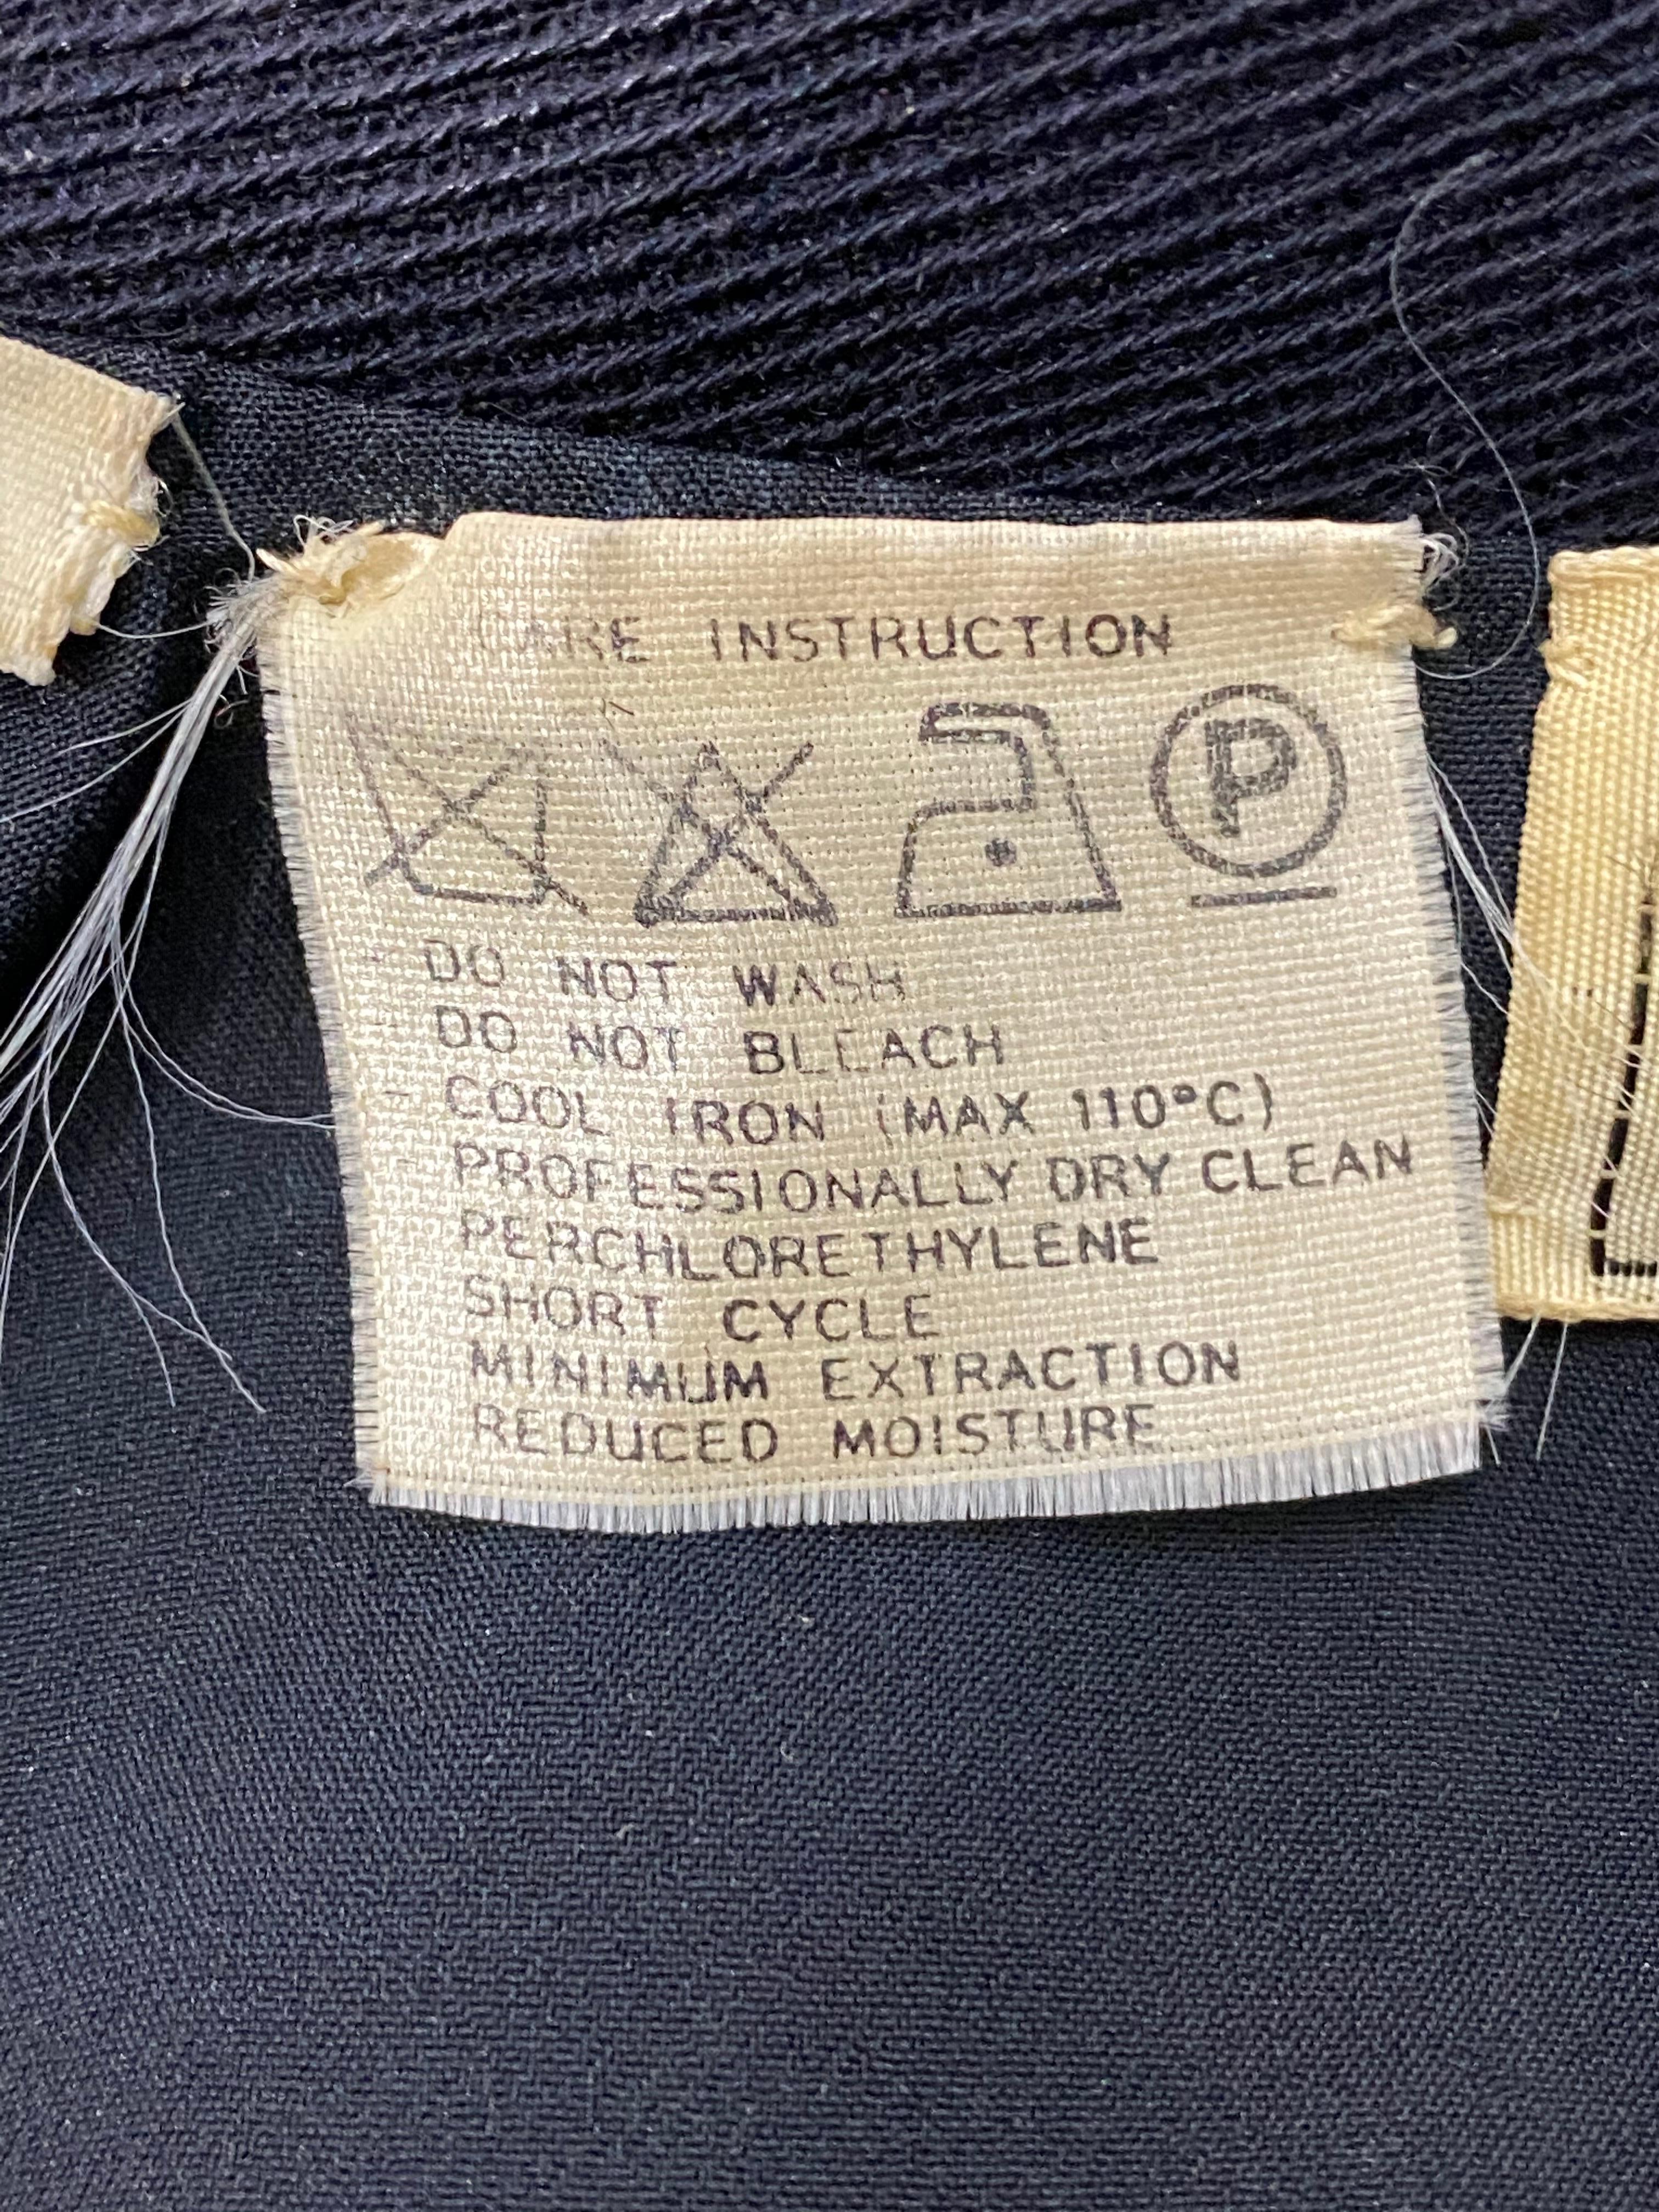 CARE INSTRUCTION
P
- DO NOT WASH
- DO NOT BLEACH
- COOL IRON (MAX 110°C)
- PROFESSIONALLY DRY CLEAN
PERCHLORETHYLENE
SHORT CYCLE
MINIMUM EXTRACTION
REDUCED MOISTURE